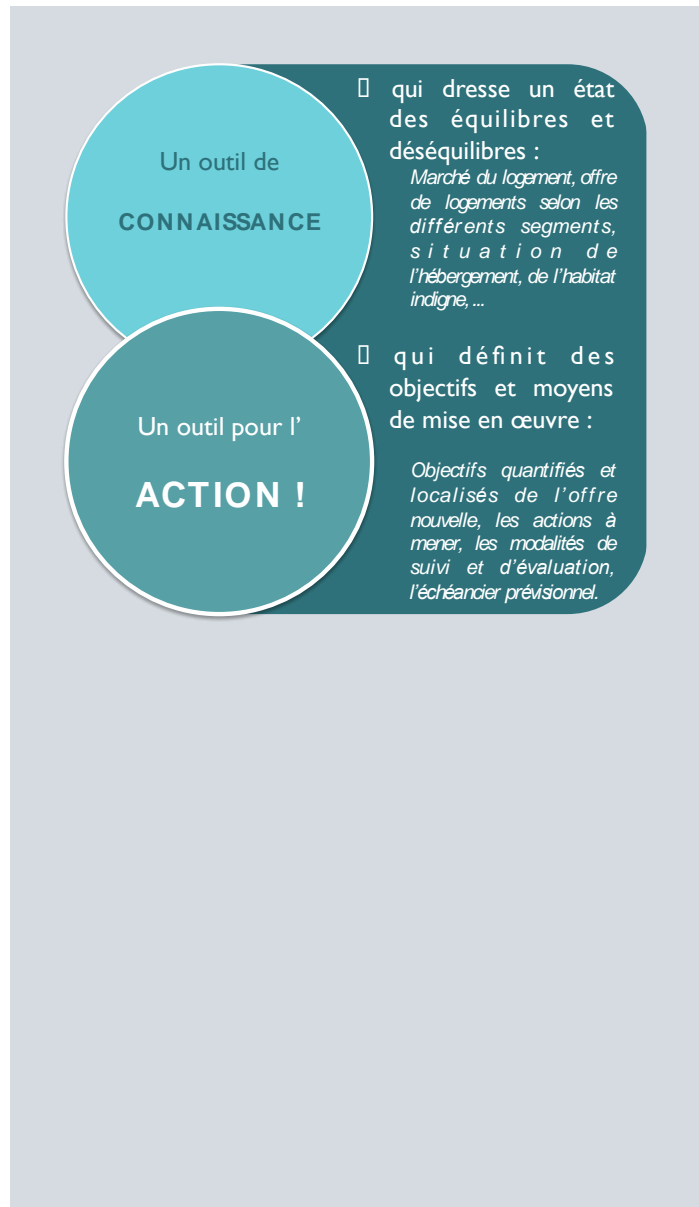 Un outil de
CONNAISSANCE
qui dresse un état
des équilibres et
déséquilibres :
Marché du logement, offre
de logements selon les
différents segments,
situation de
l'hébergement, de l'habitat
indigne, ...
Un outil pour l'
ACTION !
qui définit des
objectifs et moyens
de mise en œuvre :
Objectifs quantifiés et
localisés de l'offre
nouvelle, les actions à
mener, les modalités de
suivi et d'évaluation,
l'échéancier prévisionnel.